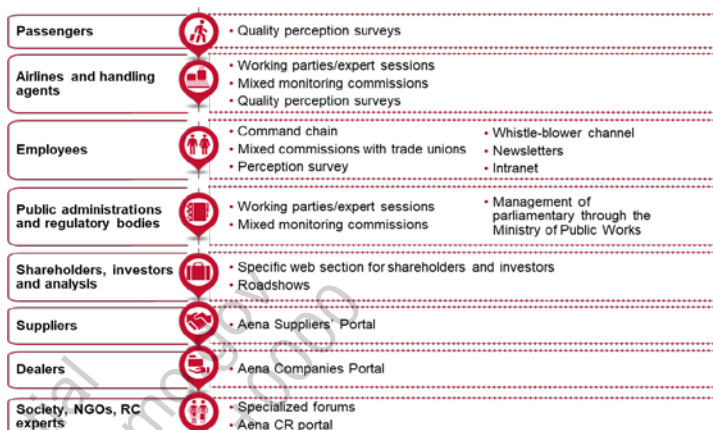 Passengers
• Quality perception surveys
Airlines and handling
agents
• Working parties/expert sessions
• Mixed monitoring commissions
• Quality perception surveys
Employees
• Command chain
• Mixed commissions with trade unions
• Perception survey
• Whistle-blower channel
• Newsletters
• Intranet
Public administrations
and regulatory bodies
• Working parties/expert sessions
• Mixed monitoring commissions
• Management of
parliamentary through the
Ministry of Public Works
Shareholders, investors
and analysis
• Specific web section for shareholders and investors
• Roadshows
Suppliers
• Aena Suppliers' Portal
Dealers
• Aena Companies Portal
Society, NGOs, RC
experts
• Specialized forums
• Aena CR portal